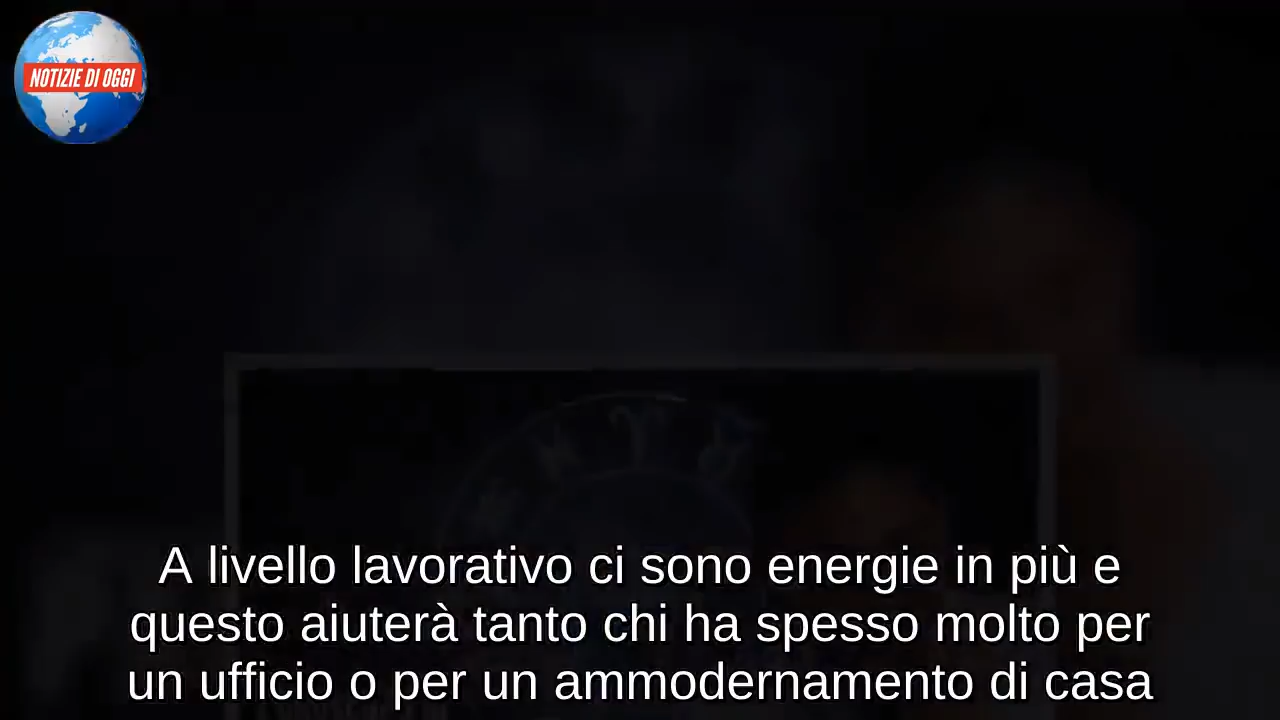 NOTIZIE DI OGGI
A livello lavorativo ci sono energie in più e
questo aiuterà tanto chi ha spesso molto per
un ufficio o per un ammodernamento di casa